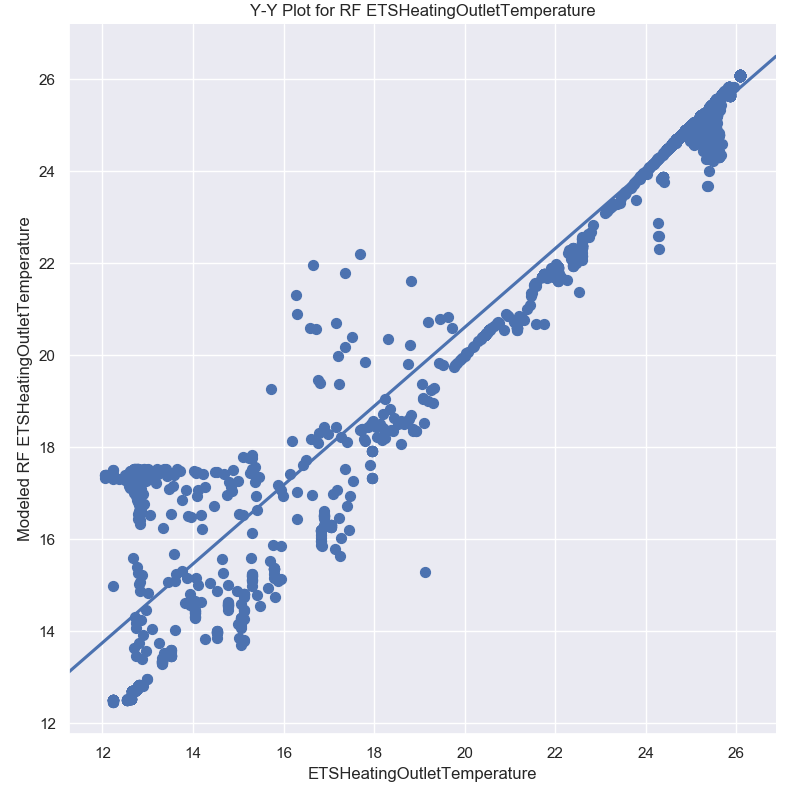 Y-Y Plot for RF ETSHeatingOutletTemperature
Modeled RF ETSHeatingOutletTemperature
26
24
22
20
18
16
14
12
12 14 16 18 20 22 24 26
ETSHeatingOutletTemperature